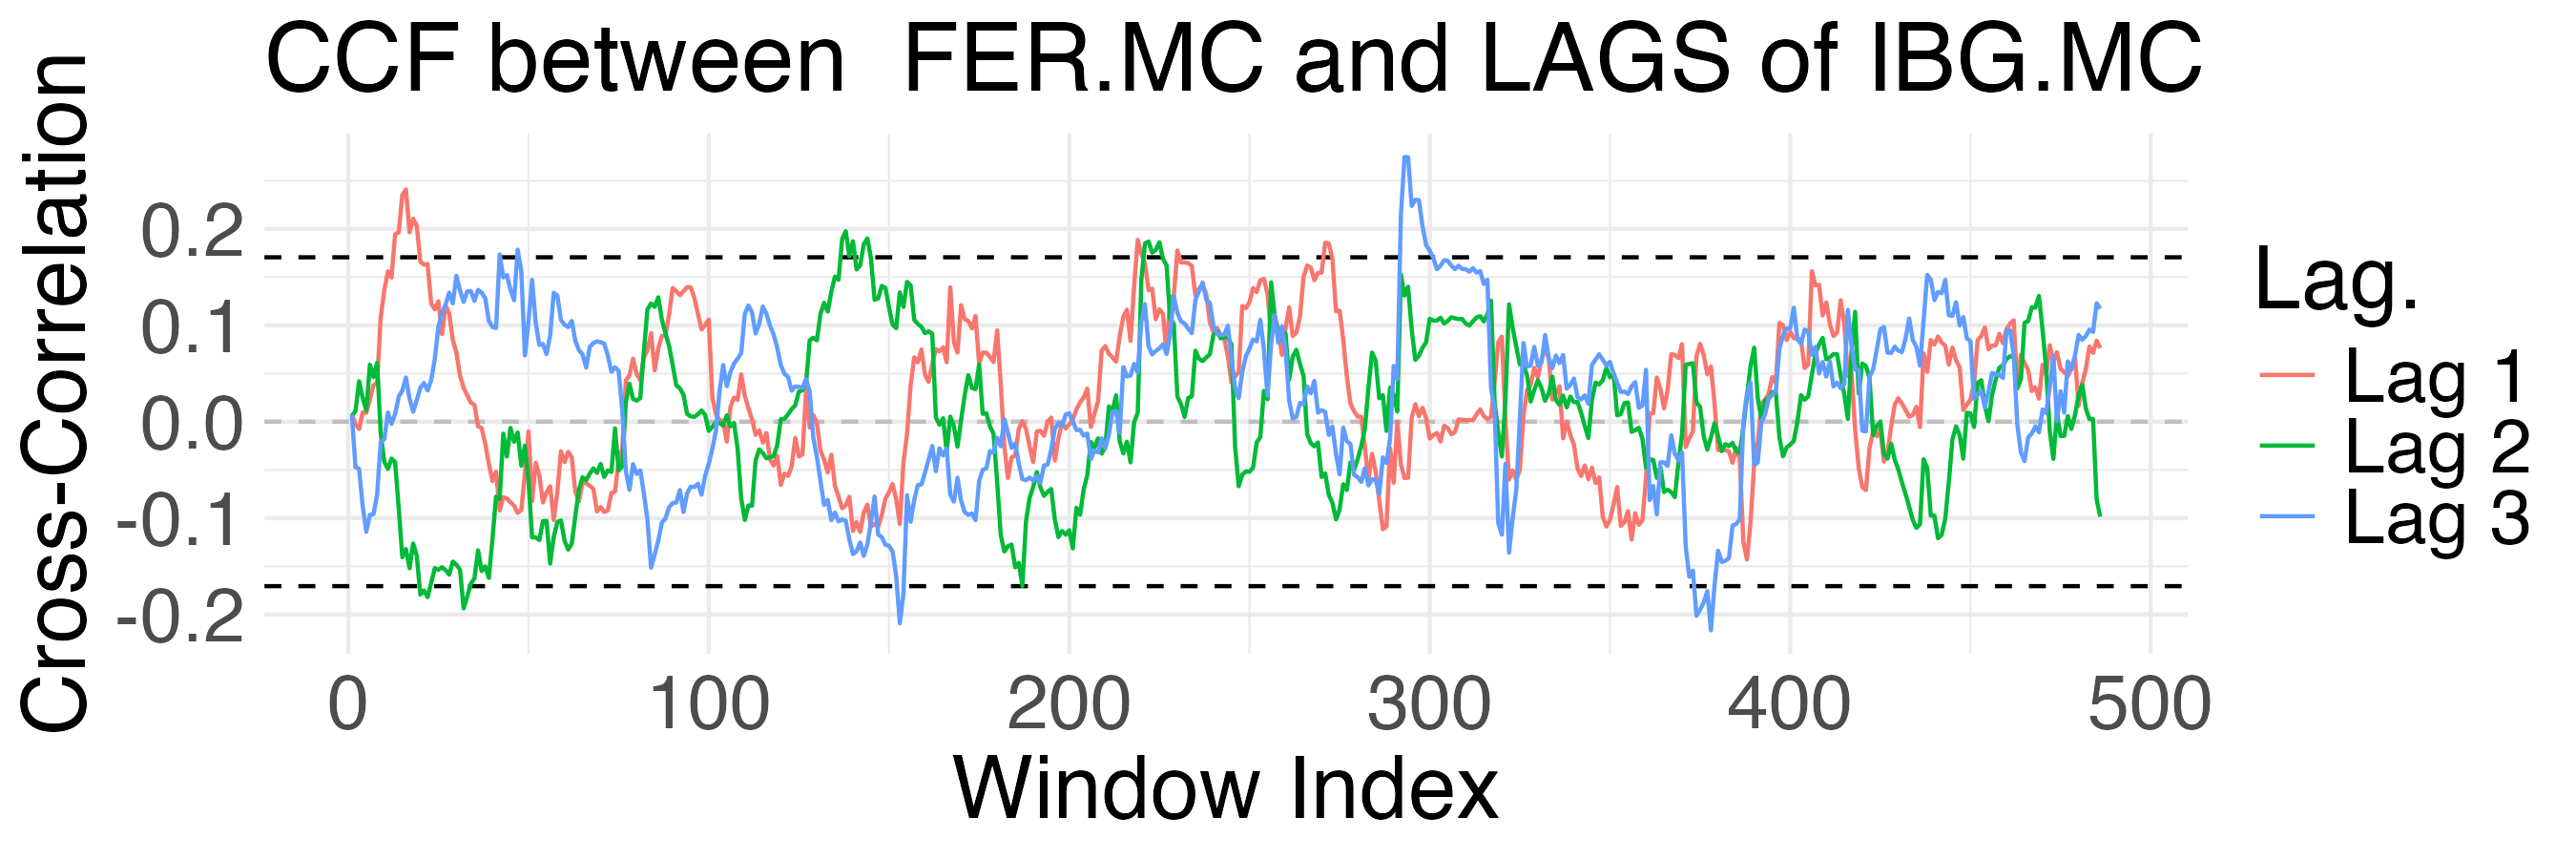 CCF between  FER.MC and LAGS of IBG.MC
Cross-Correlation
0.2
0.1
0.0
-0.1
-0.2
0 100 200 300 400 500
Window Index
Lag.
Lag 1
Lag 2
Lag 3